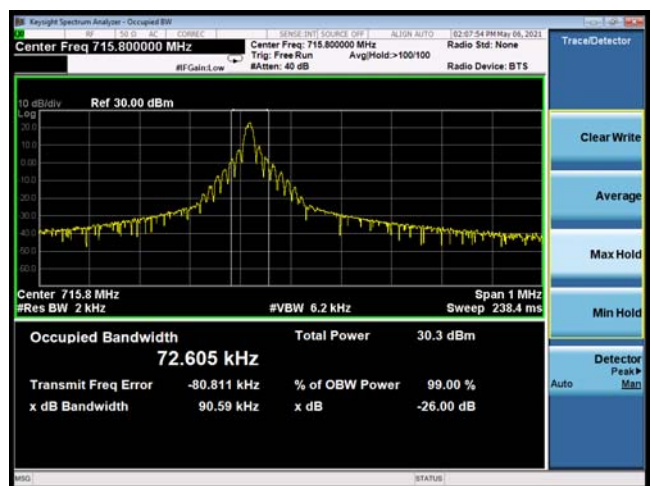 Keysight Spectrum Analyzer - Occupied BW
RF 50 Ω AC CORREC SENSE:INT SOURCE OFF ALIGN AUTO 02:07:54 PM May 06, 2021
Center Freq 715.800000 MHz Center Freq: 715.800000 MHz Radio Std: None Trace/Detector
Trig: Free Run Avg|Hold:>100/100
#IFGain:Low #Atten: 40 dB Radio Device: BTS
10 dB/div Ref 30.00 dBm
Log
20.0
10.0
0.00
10.0
20.0
30.0
40.0
50.0
60.0
Center 715.8 MHz Span 1 MHz
#Res BW 2 kHz #VBW 6.2 kHz Sweep 238.4 ms
Occupied Bandwidth Total Power 30.3 dBm
72.605 kHz
Transmit Freq Error -80.811 kHz % of OBW Power 99.00 %
x dB Bandwidth 90.59 kHz x dB -26.00 dB
Clear Write
Average
Max Hold
Min Hold
Detector
Peak▶
Auto Man
MSG STATUS